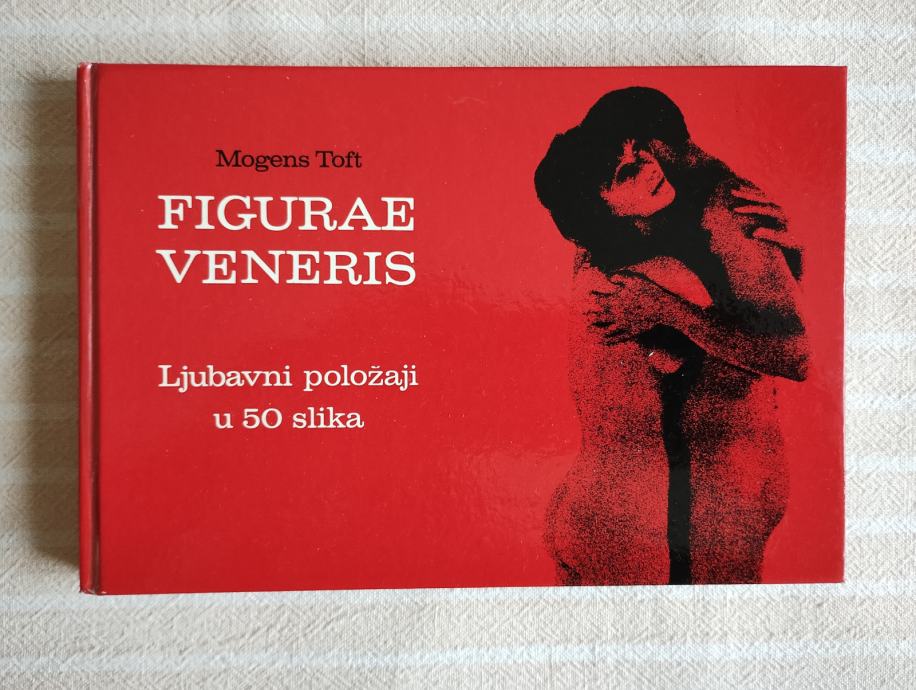 Mogens Toft
FIGURAE
VENERIS
Ljubavni položaji
u 50 slika